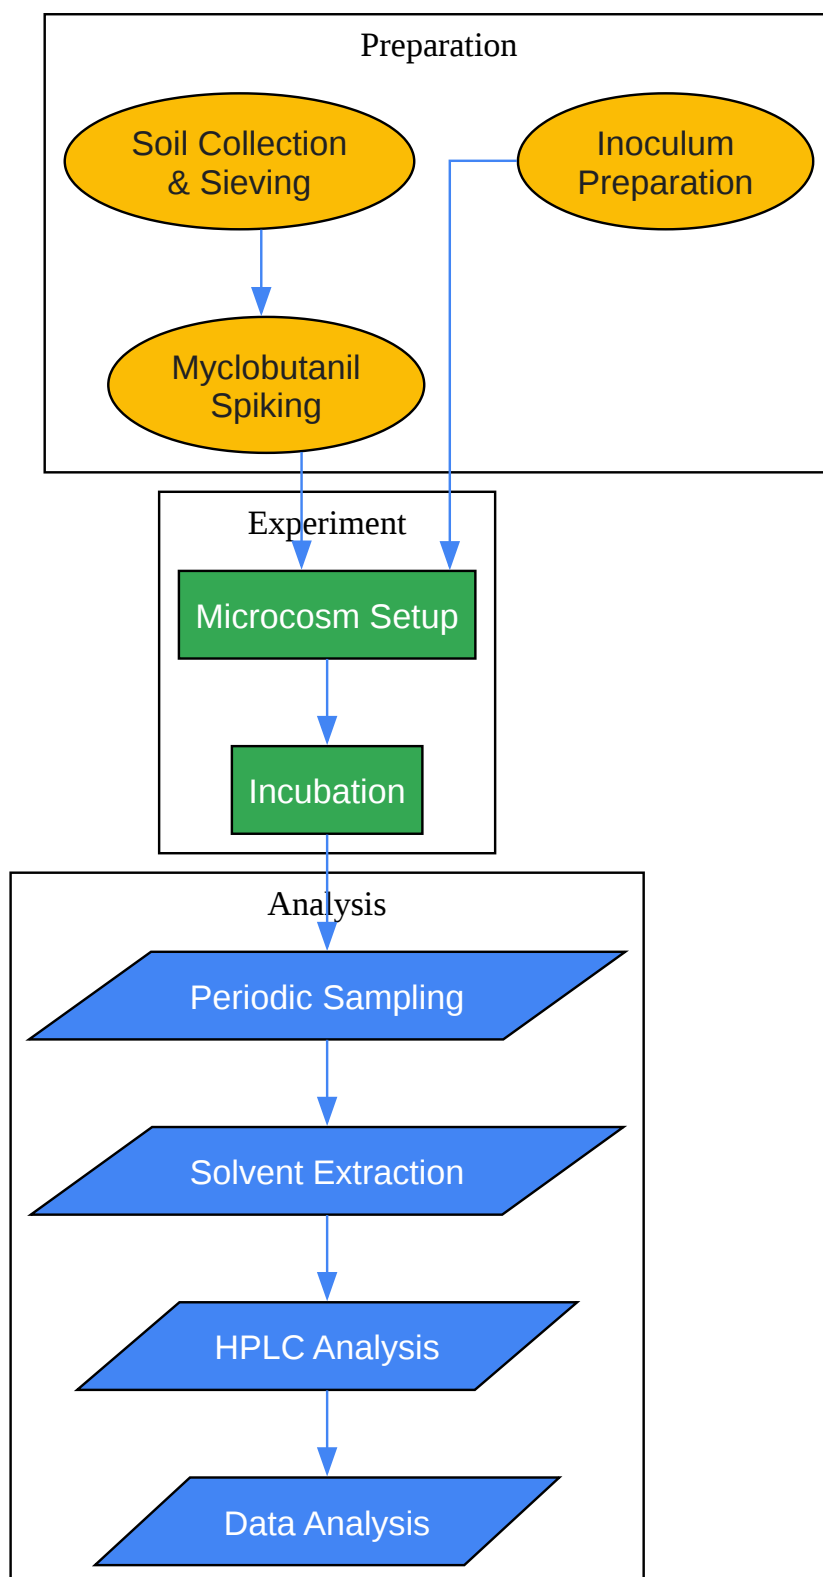 Preparation
Soil Collection
& Sieving
Inoculum
Preparation
Myclobutanil
Spiking
Experiment
Microcosm Setup
Incubation
Analysis
Periodic Sampling
Solvent Extraction
HPLC Analysis
Data Analysis